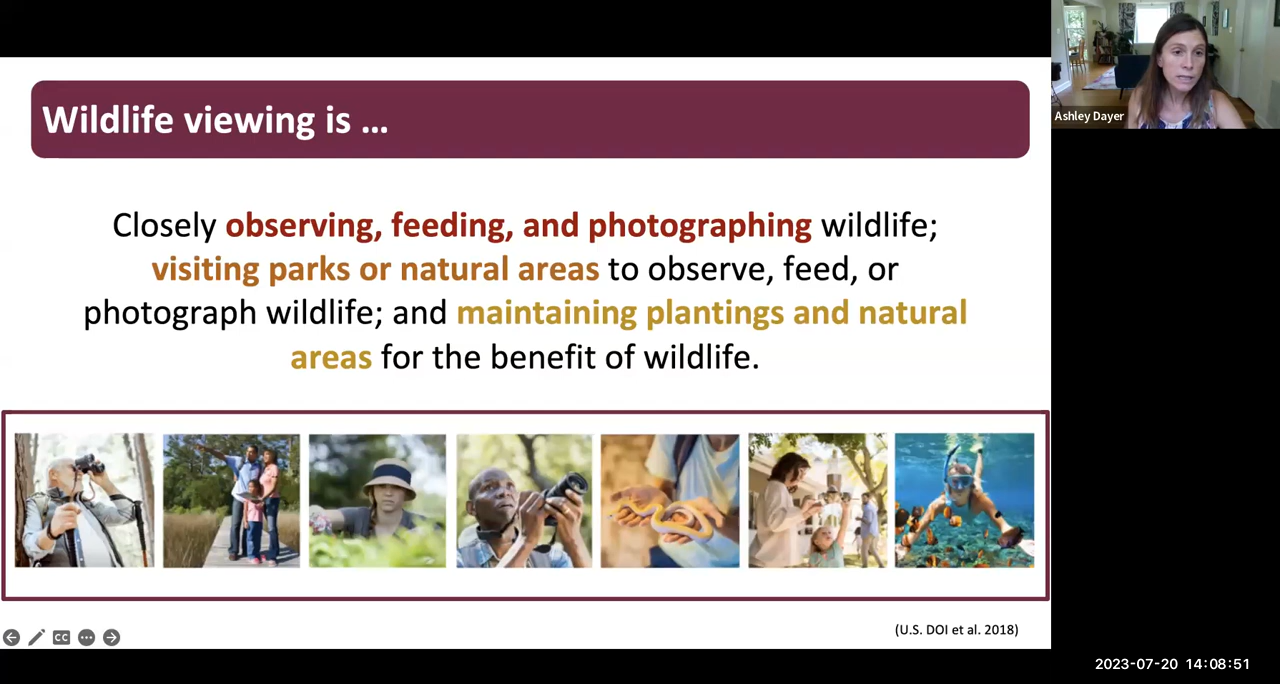 Wildlife viewing is ...
Ashley Dayer
Closely observing, feeding, and photographing wildlife;
visiting parks or natural areas to observe, feed, or
photograph wildlife; and maintaining plantings and natural
areas for the benefit of wildlife.
CC
(U.S. DOI et al. 2018)
2023-07-20 14:08:51